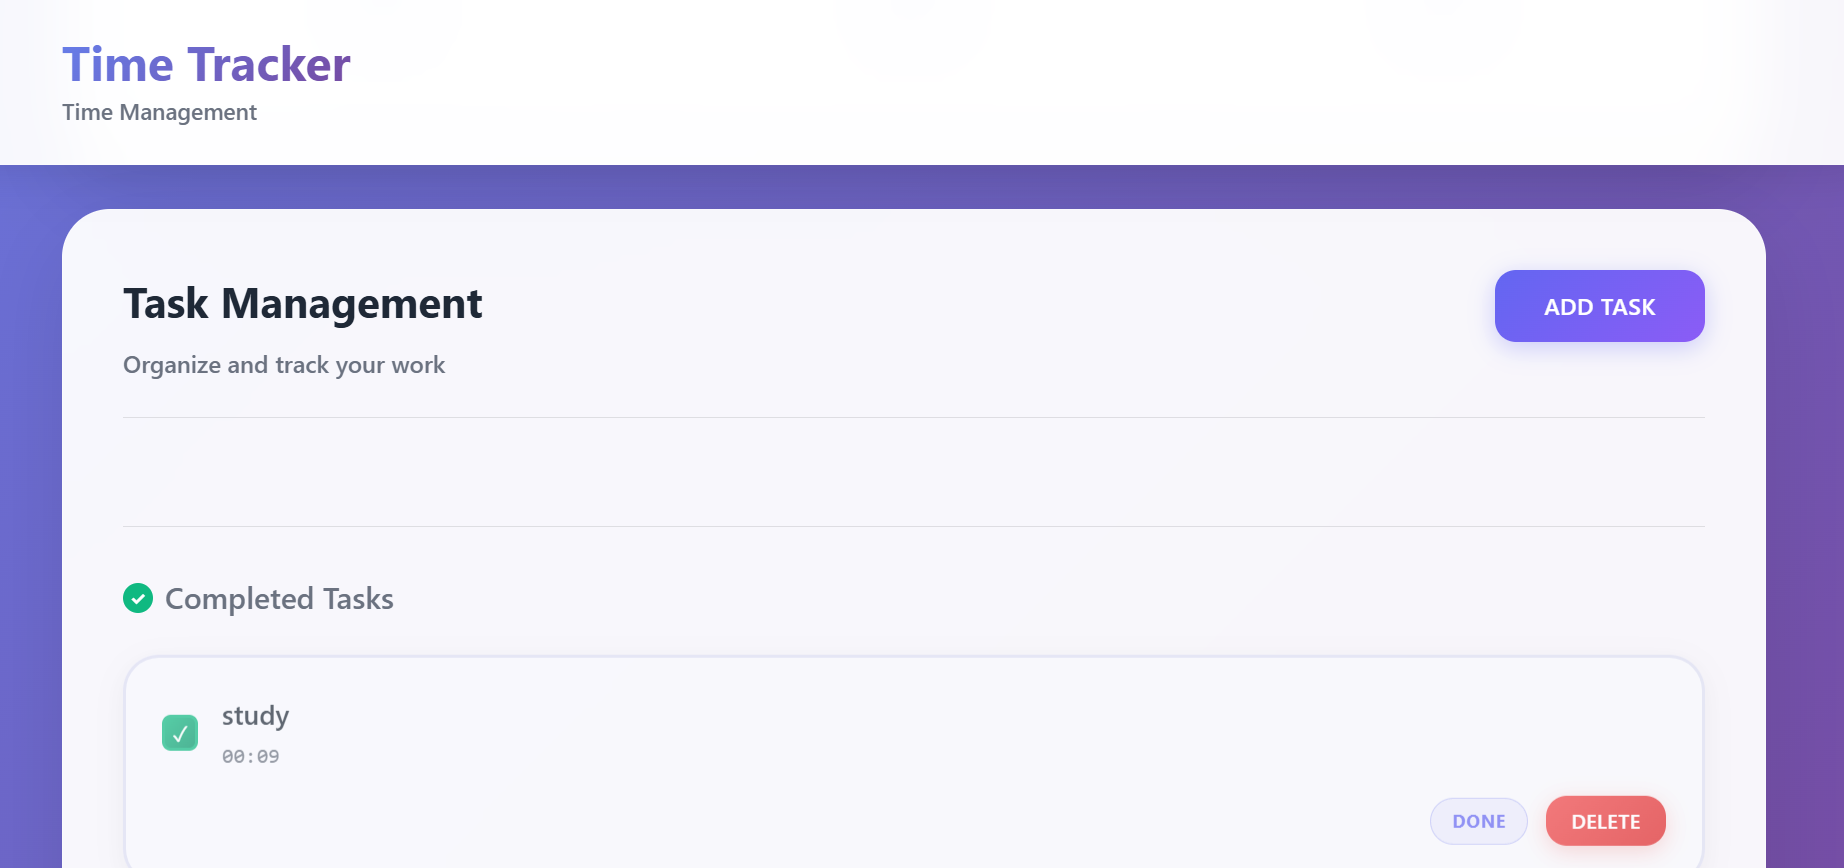 Time Tracker
Time Management
Task Management
ADD TASK
Organize and track your work
Completed Tasks
study
00:09
DONE
DELETE